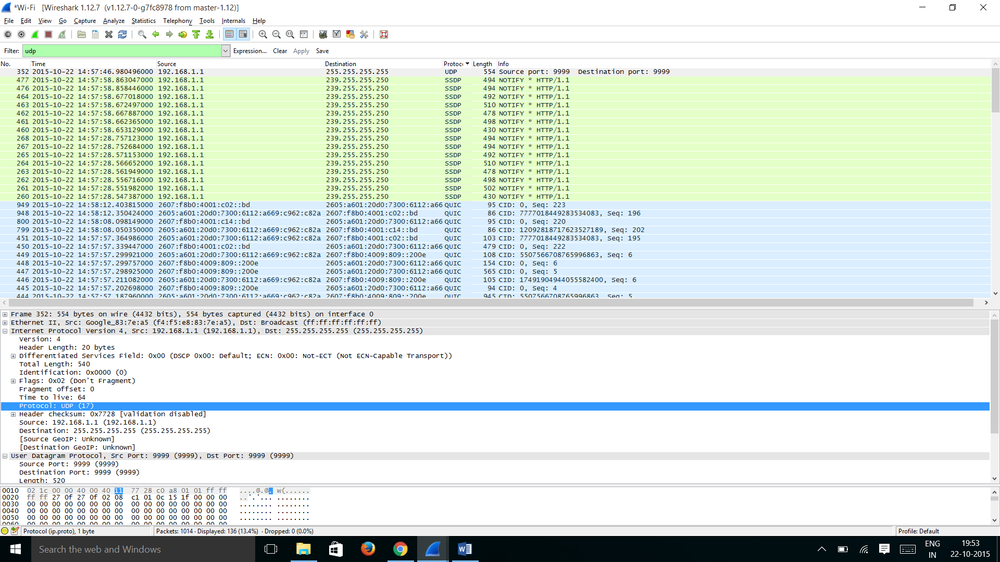 *Wi-Fi [Wireshark 1.12.7 (v1.12.7-0-g7fc8978 from master-1.12)]
File Edit View Go Capture Analyze Statistics Telephony Tools Internals Help
Filter: udp Expression... Clear Apply Save
No. Time Source Destination Protoc Length Info
352 2015-10-22 14:57:46.980496000 192.168.1.1 255.255.255.255 UDP 554 Source port: 9999 Destination port: 9999
477 2015-10-22 14:57:58.863047000 192.168.1.1 239.255.255.250 SSDP 494 NOTIFY * HTTP/1.1
476 2015-10-22 14:57:58.858446000 192.168.1.1 239.255.255.250 SSDP 494 NOTIFY * HTTP/1.1
464 2015-10-22 14:57:58.677018000 192.168.1.1 239.255.255.250 SSDP 492 NOTIFY * HTTP/1.1
463 2015-10-22 14:57:58.672497000 192.168.1.1 239.255.255.250 SSDP 510 NOTIFY * HTTP/1.1
462 2015-10-22 14:57:58.667887000 192.168.1.1 239.255.255.250 SSDP 478 NOTIFY * HTTP/1.1
461 2015-10-22 14:57:58.662365000 192.168.1.1 239.255.255.250 SSDP 498 NOTIFY * HTTP/1.1
460 2015-10-22 14:57:58.653129000 192.168.1.1 239.255.255.250 SSDP 430 NOTIFY * HTTP/1.1
268 2015-10-22 14:57:28.757123000 192.168.1.1 239.255.255.250 SSDP 494 NOTIFY * HTTP/1.1
267 2015-10-22 14:57:28.752684000 192.168.1.1 239.255.255.250 SSDP 494 NOTIFY * HTTP/1.1
265 2015-10-22 14:57:28.571153000 192.168.1.1 239.255.255.250 SSDP 492 NOTIFY * HTTP/1.1
264 2015-10-22 14:57:28.566652000 192.168.1.1 239.255.255.250 SSDP 510 NOTIFY * HTTP/1.1
263 2015-10-22 14:57:28.561949000 192.168.1.1 239.255.255.250 SSDP 478 NOTIFY * HTTP/1.1
262 2015-10-22 14:57:28.556716000 192.168.1.1 239.255.255.250 SSDP 498 NOTIFY * HTTP/1.1
261 2015-10-22 14:57:28.551982000 192.168.1.1 239.255.255.250 SSDP 502 NOTIFY * HTTP/1.1
260 2015-10-22 14:57:28.547387000 192.168.1.1 239.255.255.250 SSDP 430 NOTIFY * HTTP/1.1
949 2015-10-22 14:58:12.403815000 2607:f8b0:4001:c02::bd 2605:a601:20d0:7300:6112:a66 QUIC 95 CID: 0, Seq: 223
948 2015-10-22 14:58:12.350424000 2605:a601:20d0:7300:6112:a669:c962:c82a 2607:f8b0:4001:c02::bd QUIC 86 CID: 7777018449283534083, Seq: 196
800 2015-10-22 14:58:08.098149000 2607:f8b0:4001:c14::bd 2605:a601:20d0:7300:6112:a66 QUIC 95 CID: 0, Seq: 220
799 2015-10-22 14:58:08.050350000 2605:a601:20d0:7300:6112:a669:c962:c82a 2607:f8b0:4001:c14::bd QUIC 86 CID: 12092818717623527189, Seq: 202
451 2015-10-22 14:57:57.364986000 2605:a601:20d0:7300:6112:a669:c962:c82a 2607:f8b0:4001:c02::bd QUIC 103 CID: 7777018449283534083, Seq: 195
450 2015-10-22 14:57:57.339447000 2607:f8b0:4001:c02::bd 2605:a601:20d0:7300:6112:a66 QUIC 479 CID: 0, Seq: 222
449 2015-10-22 14:57:57.299921000 2605:a601:20d0:7300:6112:a669:c962:c82a 2607:f8b0:4009:809::200e QUIC 108 CID: 5507566708765996863, Seq: 6
448 2015-10-22 14:57:57.299757000 2607:f8b0:4009:809::200e 2605:a601:20d0:7300:6112:a66 QUIC 154 CID: 0, Seq: 6
447 2015-10-22 14:57:57.298925000 2607:f8b0:4009:809::200e 2605:a601:20d0:7300:6112:a66 QUIC 565 CID: 0, Seq: 5
446 2015-10-22 14:57:57.211082000 2605:a601:20d0:7300:6112:a669:c962:c82a 2607:f8b0:4009:809::200e QUIC 105 CID: 17491904944055582400, Seq: 6
445 2015-10-22 14:57:57.202698000 2607:f8b0:4009:809::200e 2605:a601:20d0:7300:6112:a66 QUIC 94 CID: 0, Seq: 4
444 2015-10-22 14:57:57.187960000 2605:a601:20d0:7300:6112:a669:c962:c82a 2607:f8b0:4009:809::200e QUIC 945 CID: 5507566708765996863, Seq: 5
Frame 352: 554 bytes on wire (4432 bits), 554 bytes captured (4432 bits) on interface 0
Ethernet II, Src: Google_83:7e:a5 (f4:f5:e8:83:7e:a5), Dst: Broadcast (ff:ff:ff:ff:ff:ff)
Internet Protocol Version 4, Src: 192.168.1.1 (192.168.1.1), Dst: 255.255.255.255 (255.255.255.255)
Version: 4
Header Length: 20 bytes
Differentiated Services Field: 0x00 (DSCP 0x00: Default; ECN: 0x00: Not-ECT (Not ECN-Capable Transport))
Total Length: 540
Identification: 0x0000 (0)
Flags: 0x02 (Don't Fragment)
Fragment offset: 0
Time to live: 64
Protocol: UDP (17)
Header checksum: 0x7728 [validation disabled]
Source: 192.168.1.1 (192.168.1.1)
Destination: 255.255.255.255 (255.255.255.255)
[Source GeoIP: Unknown]
[Destination GeoIP: Unknown]
User Datagram Protocol, Src Port: 9999 (9999), Dst Port: 9999 (9999)
Source Port: 9999 (9999)
Destination Port: 9999 (9999)
Length: 520
0010 02 1c 00 00 40 00 40 11 77 28 c0 a8 01 01 ff ff ....@.@. w(......
0020 ff ff 27 0f 27 0f 02 08 c1 01 0c 15 1f 00 00 00 ..'.'... ........
0030 00 00 00 00 00 00 00 00 00 00 00 00 00 00 00 00 ........ ........
0040 00 00 00 00 00 00 00 00 00 00 00 00 00 00 00 00 ........ ........
0050 00 00 00 00 00 00 00 00 00 00 00 00 00 00 00 00 ........ ........
0060 00 00 00 00 00 00 00 00 00 00 00 00 00 00 00 00
Protocol (ip.proto), 1 byte Packets: 1014 · Displayed: 136 (13.4%) · Dropped: 0 (0.0%) Profile: Default
Search the web and Windows
ENG
IN
19:53
22-10-2015